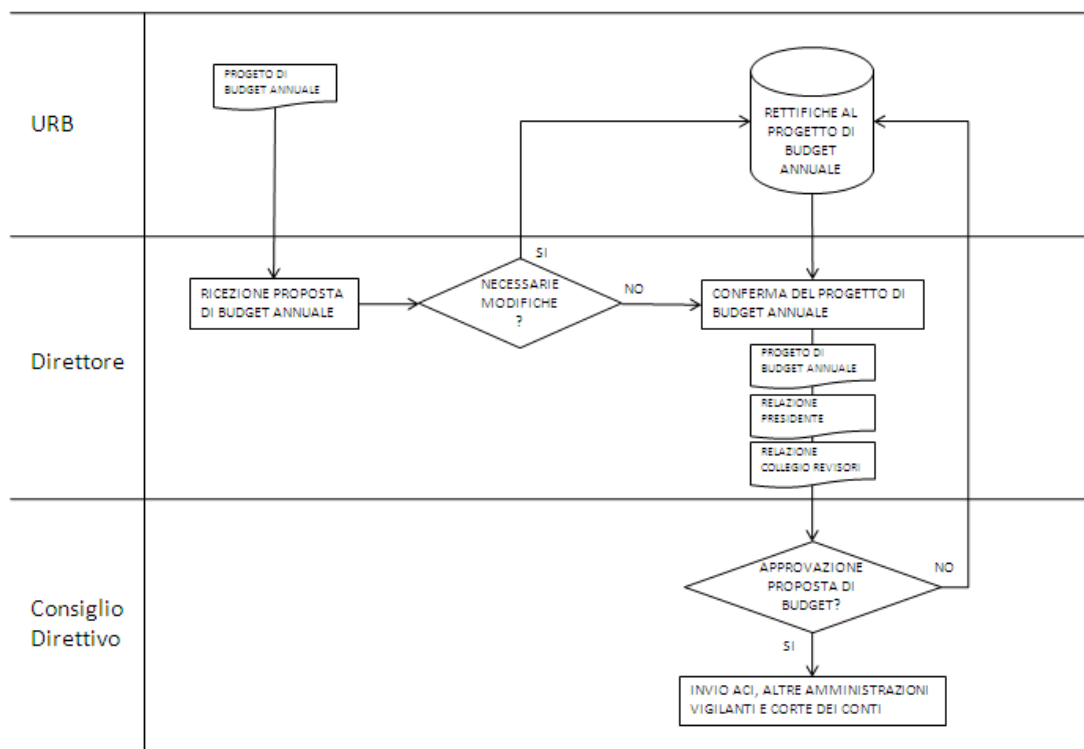 URB
PROGETO DI
BUDGET ANNUALE
RETTIFICHE AL
PROGETTO DI
BUDGET
ANNUALE
Direttore
RICEZIONE PROPOSTA
DI BUDGET ANNUALE
NECESSARIE
MODIFICHE
?
SI
NO
CONFERMA DEL PROGETTO DI
BUDGET ANNUALE
PROGETO DI
BUDGET ANNUALE
RELAZIONE
PRESIDENTE
RELAZIONE
COLLEGIO REVISORI
Consiglio
Direttivo
APPROVAZIONE
PROPOSTA DI
BUDGET?
NO
SI
INVIO ACI, ALTRE AMMINISTRAZIONI
VIGILANTI E CORTE DEI CONTI